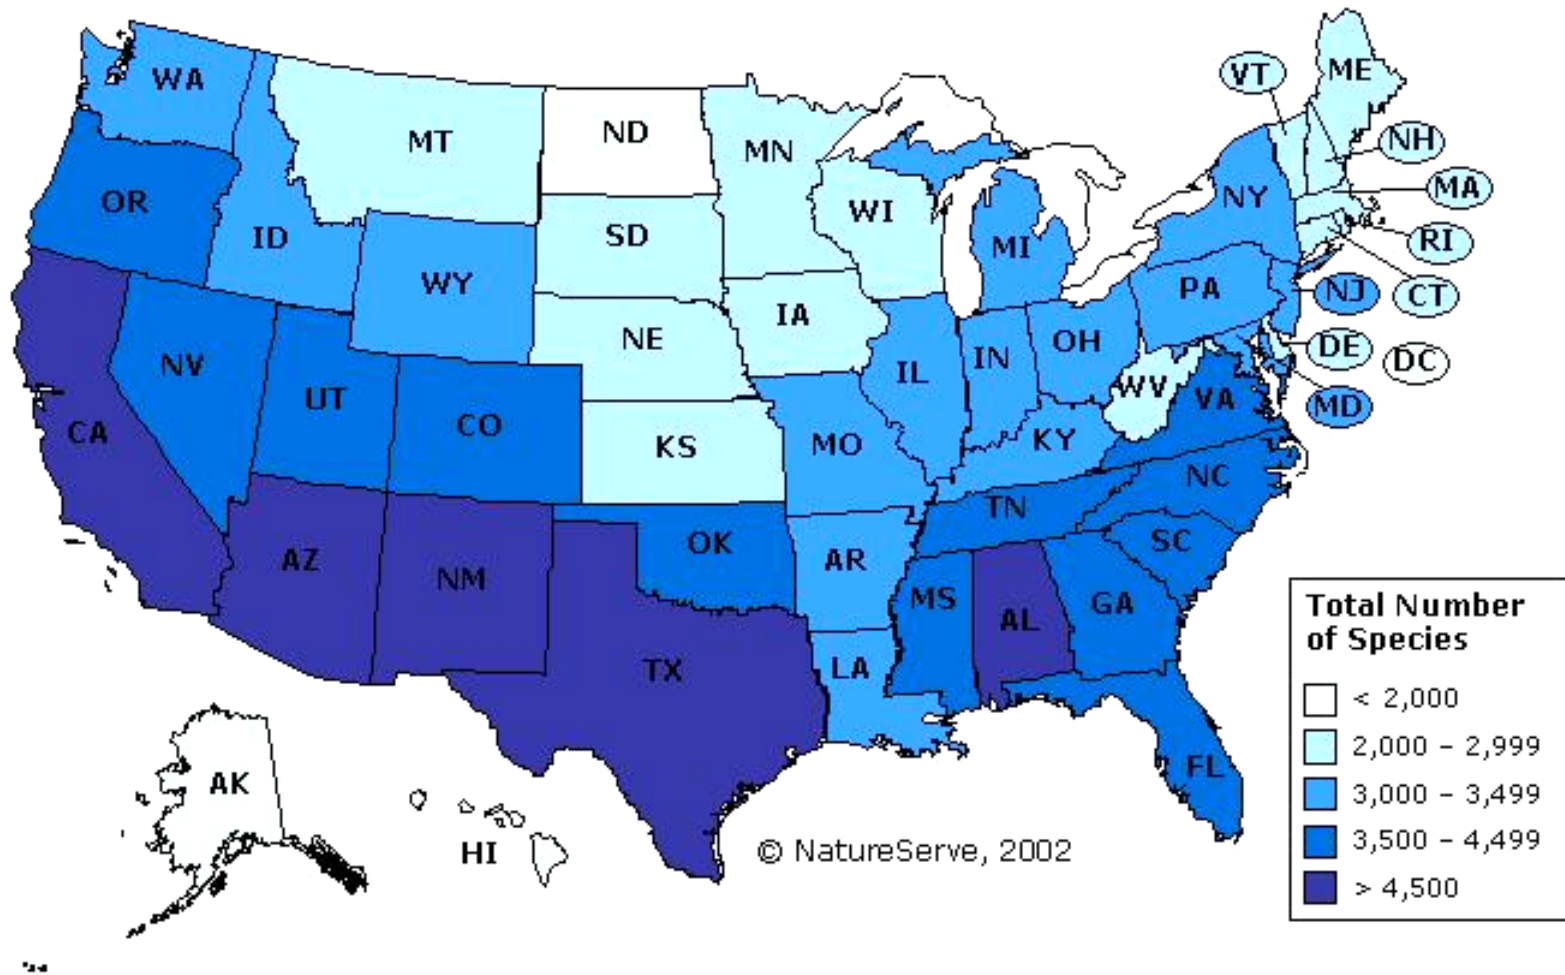 WA
MT
ND
MN
VT
ME
NH
OR
ID
SD
WI
MI
NY
MA
RI
WY
NE
IA
PA
NJ
CT
NV
UT
CO
IL
IN
OH
WV
DE
DC
VA
MD
CA
KS
MO
KY
NC
TN
SC
AZ
NM
OK
AR
MS
AL
GA
TX
LA
FL
AK
HI
© NatureServe, 2002
Total Number
of Species
< 2,000
2,000 – 2,999
3,000 – 3,499
3,500 – 4,499
> 4,500